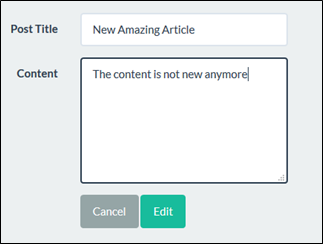 Post Title New Amazing Article
Content The content is not new anymore
Cancel Edit